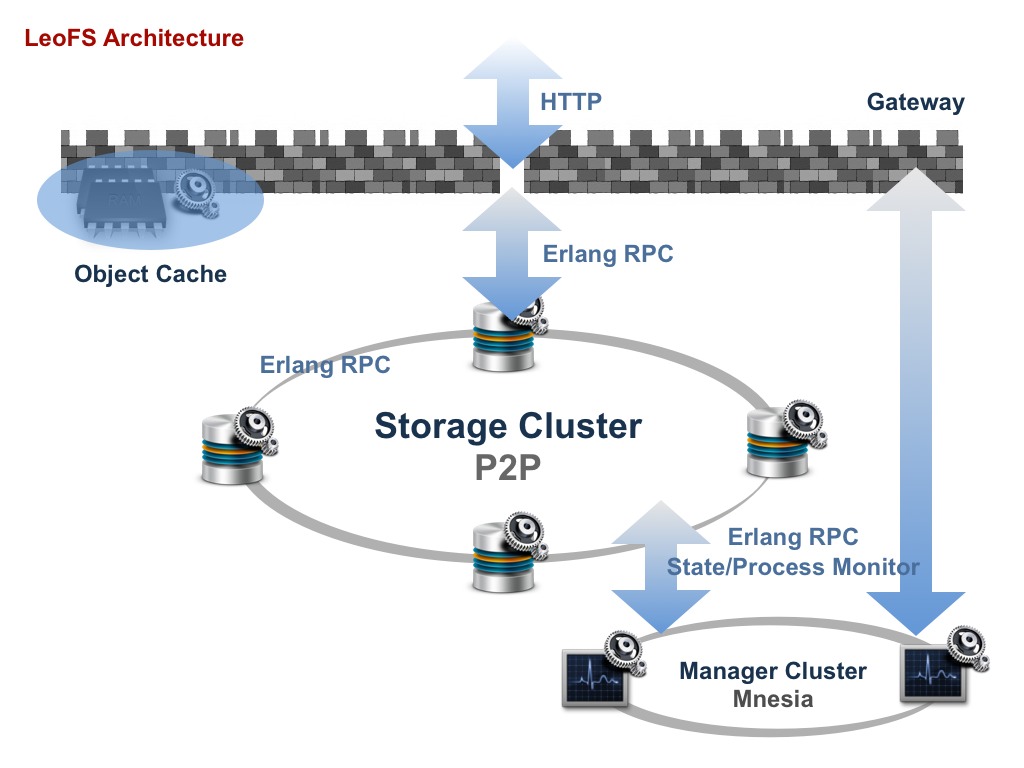 LeoFS Architecture
HTTP
Gateway
Object Cache
Erlang RPC
Erlang RPC
Storage Cluster
P2P
Erlang RPC
State/Process Monitor
Manager Cluster
Mnesia